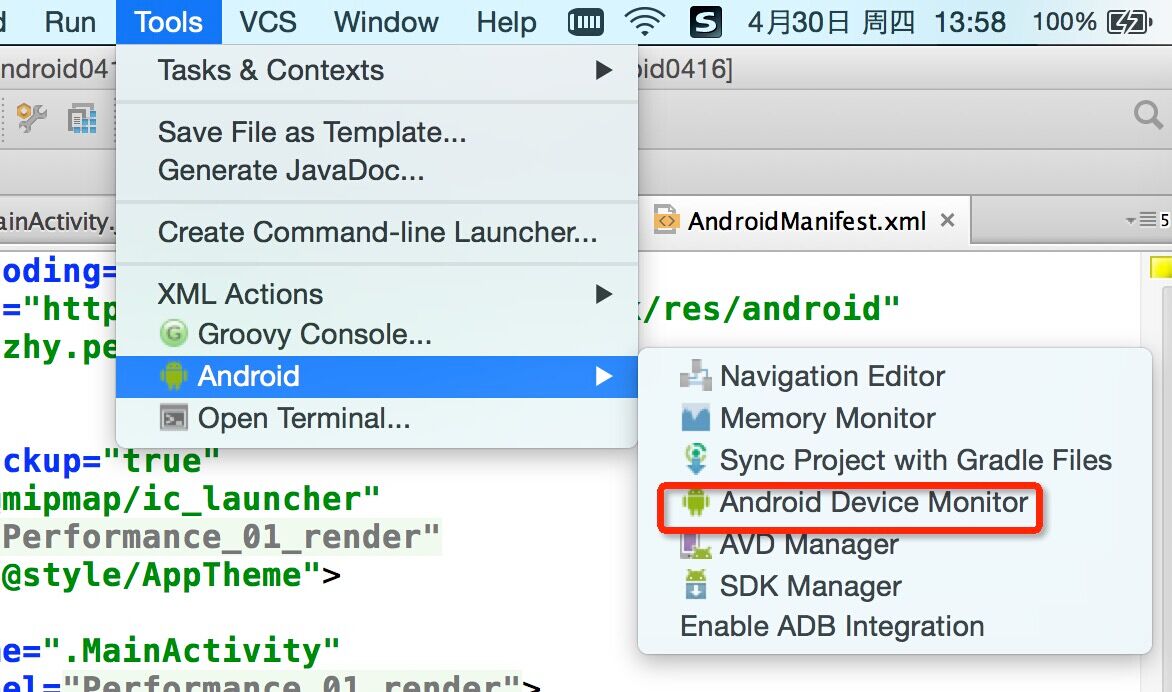 Run Tools VCS Window Help S 4月30日 周四 13:58 100%
Tasks & Contexts
Save File as Template...
Generate JavaDoc...
Create Command-line Launcher...
XML Actions
G Groovy Console...
Android
Open Terminal...
Navigation Editor
Memory Monitor
Sync Project with Gradle Files
Android Device Monitor
AVD Manager
SDK Manager
Enable ADB Integration
AndroidManifest.xml
oding=
="http
k/res/android"
zhy.pe
ckup="true"
mipmap/ic_launcher"
Performance_01_render"
@style/AppTheme">
me=".MainActivity"
el="Performance_01_render">